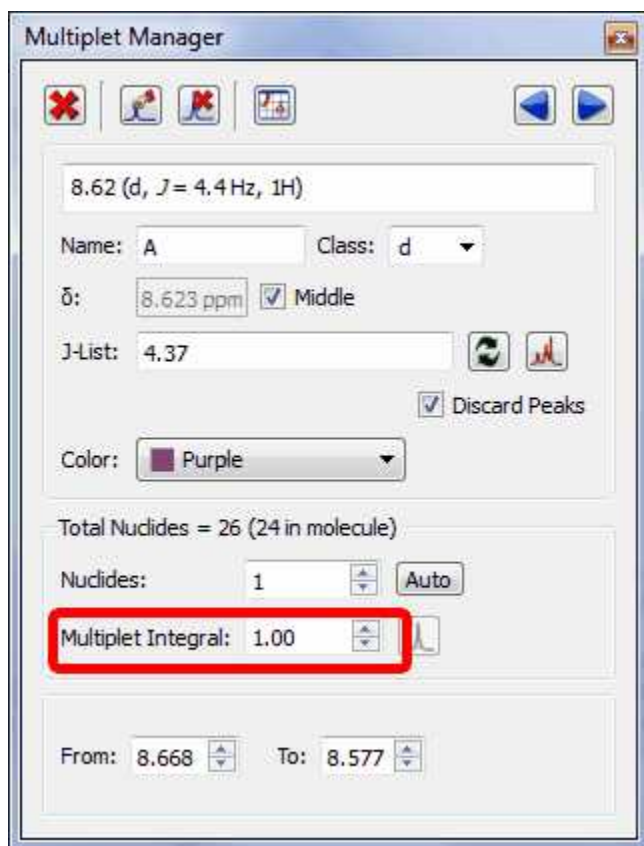 Multiplet Manager
8.62 (d, J = 4.4 Hz, 1H)
Name: A Class: d
δ: 8.623 ppm Middle
J-List: 4.37
Discard Peaks
Color: Purple
Total Nuclides = 26 (24 in molecule)
Nuclides: 1 Auto
Multiplet Integral: 1.00
From: 8.668 To: 8.577